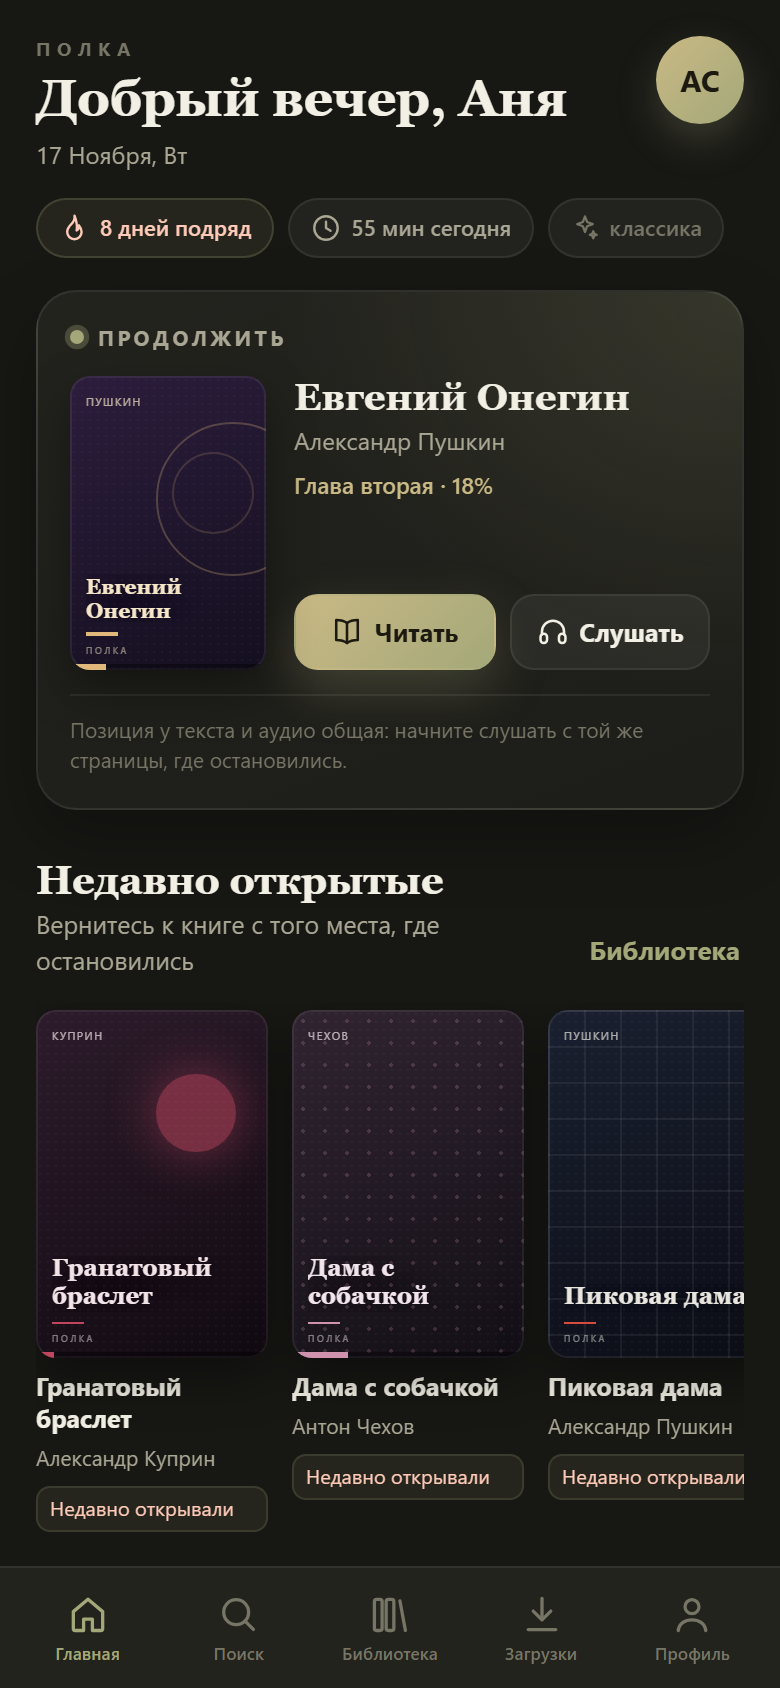 ПОЛКА
Добрый вечер, Аня
АС
17 Ноября, Вт
8 дней подряд
55 мин сегодня
классика
ПРОДОЛЖИТЬ
ПУШКИН
Евгений
Онегин
ПОЛКА
Евгений Онегин
Александр Пушкин
Глава вторая · 18%
Читать
Слушать
Позиция у текста и аудио общая: начните слушать с той же
страницы, где остановились.
Недавно открытые
Вернитесь к книге с того места, где
остановились
Библиотека
КУПРИН
Гранатовый
браслет
ПОЛКА
Гранатовый
браслет
Александр Куприн
Недавно открывали
ЧЕХОВ
Дама с
собачкой
ПОЛКА
Дама с собачкой
Антон Чехов
Недавно открывали
ПУШКИН
Пиковая дама
ПОЛКА
Пиковая дама
Александр Пушкин
Недавно открывали
Главная
Поиск
Библиотека
Загрузки
Профиль